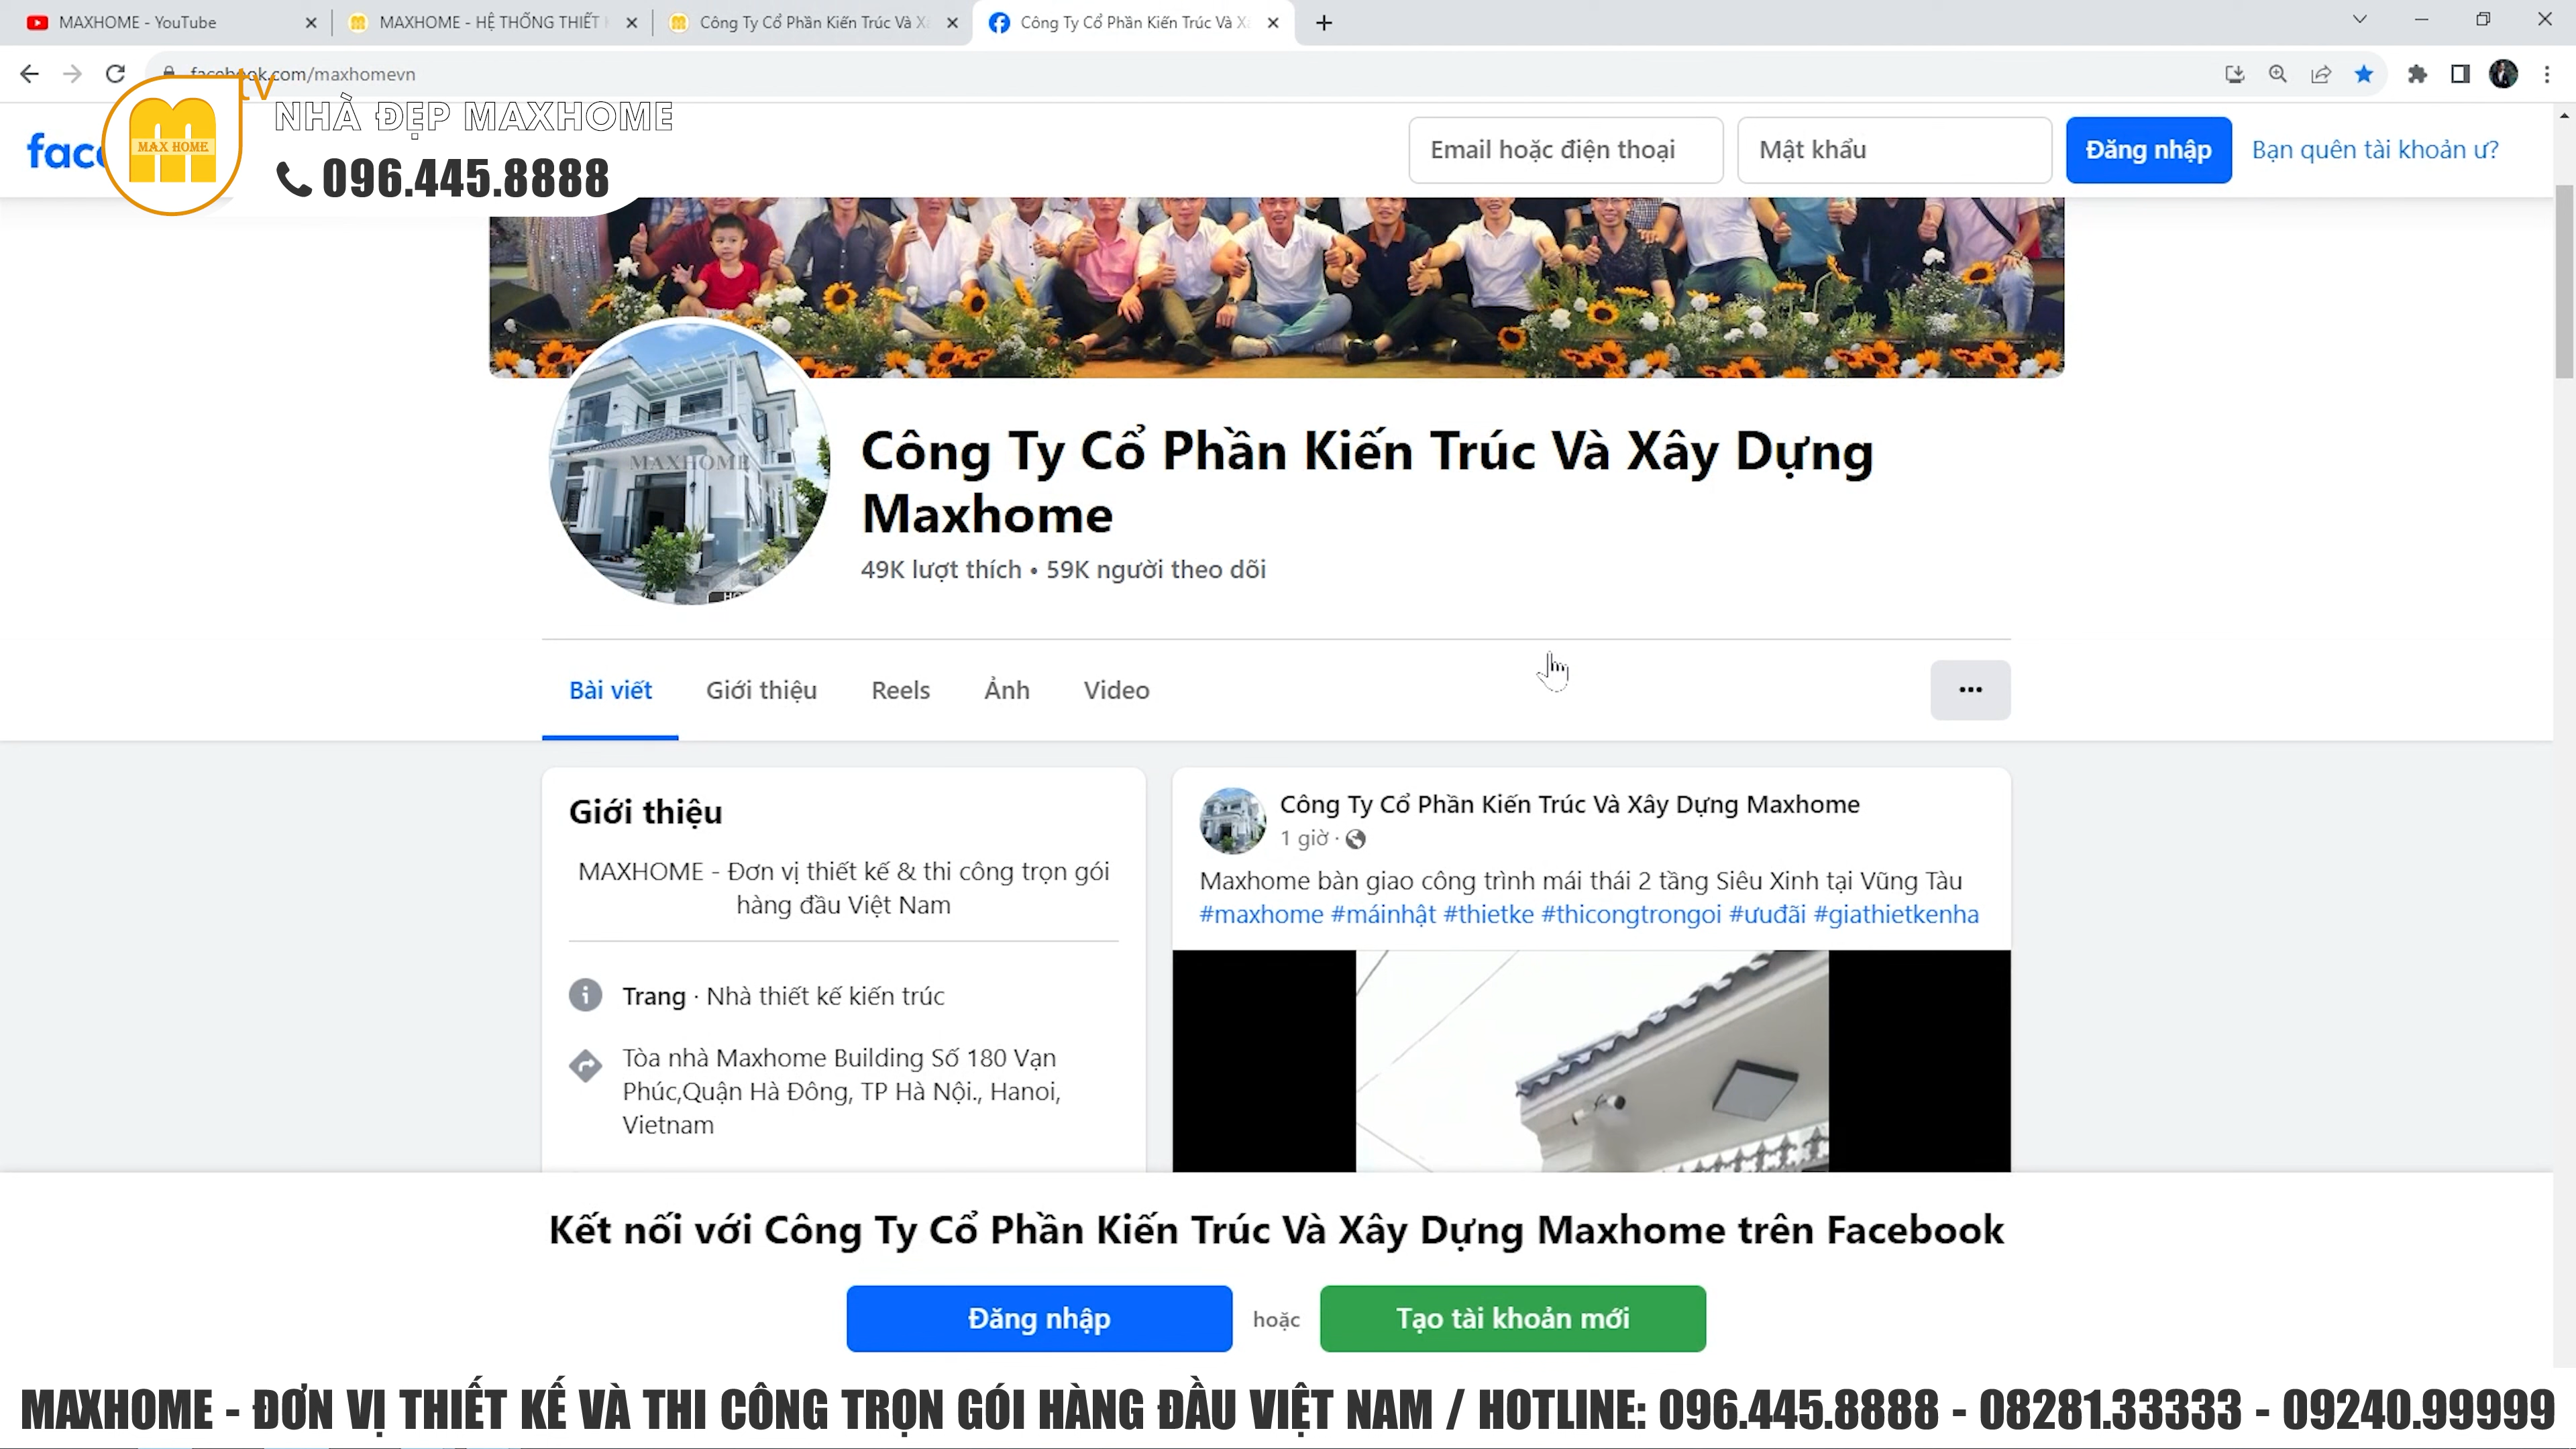 MAXHOME - YouTube
MAXHOME - HỆ THỐNG THIẾT
Công Ty Cổ Phần Kiến Trúc Và X
Công Ty Cổ Phần Kiến Trúc Và X
facebook.com/maxhomevn
tv
NHÀ ĐẸP MAXHOME
MAX HOME
096.445.8888
Email hoặc điện thoại
Mật khẩu
Đăng nhập
Bạn quên tài khoản ư?
MAXHOME
Công Ty Cổ Phần Kiến Trúc Và Xây Dựng
Maxhome
49K lượt thích • 59K người theo dõi
Bài viết
Giới thiệu
Reels
Ảnh
Video
Giới thiệu
MAXHOME - Đơn vị thiết kế & thi công trọn gói
hàng đầu Việt Nam
Trang · Nhà thiết kế kiến trúc
Tòa nhà Maxhome Building Số 180 Vạn
Phúc,Quận Hà Đông, TP Hà Nội., Hanoi,
Vietnam
Công Ty Cổ Phần Kiến Trúc Và Xây Dựng Maxhome
1 giờ ·
Maxhome bàn giao công trình mái thái 2 tầng Siêu Xinh tại Vũng Tàu
#maxhome #máinhật #thietke #thicongtrongoi #ưuđãi #giathietkenha
Kết nối với Công Ty Cổ Phần Kiến Trúc Và Xây Dựng Maxhome trên Facebook
Đăng nhập
hoặc
Tạo tài khoản mới
MAXHOME - ĐƠN VỊ THIẾT KẾ VÀ THI CÔNG TRỌN GÓI HÀNG ĐẦU VIỆT NAM / HOTLINE: 096.445.8888 - 08281.33333 - 09240.99999